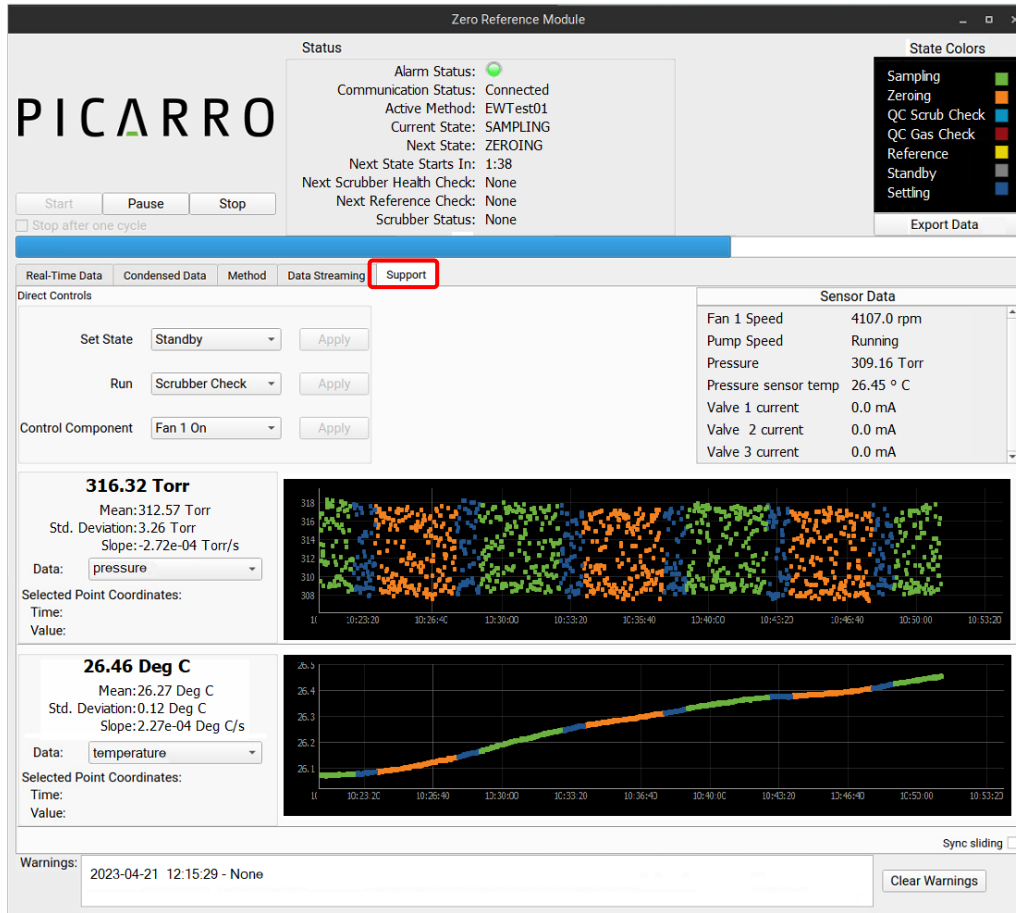 Zero Reference Module
PICARRO
Status
Alarm Status:
Communication Status: Connected
Active Method: EWTest01
Current State: SAMPLING
Next State: ZEROING
Next State Starts In: 1:38
Next Scrubber Health Check: None
Next Reference Check: None
Scrubber Status: None
State Colors
Sampling
Zeroing
QC Scrub Check
QC Gas Check
Reference
Standby
Settling
Export Data
Start Pause Stop
Stop after one cycle
Real-Time Data Condensed Data Method Data Streaming Support
Direct Controls
Set State Standby Apply
Run Scrubber Check Apply
Control Component Fan 1 On Apply
Sensor Data
Fan 1 Speed 4107.0 rpm
Pump Speed Running
Pressure 309.16 Torr
Pressure sensor temp 26.45 º C
Valve 1 current 0.0 mA
Valve 2 current 0.0 mA
Valve 3 current 0.0 mA
316.32 Torr
Mean:312.57 Torr
Std. Deviation:3.26 Torr
Slope:-2.72e-04 Torr/s
Data: pressure
Selected Point Coordinates:
Time:
Value:
318
316
314
312
310
308
10:23:20 10:26:40 10:30:00 10:33:20 10:36:40 10:40:00 10:43:20 10:46:40 10:50:00 10:53:20
26.46 Deg C
Mean:26.27 Deg C
Std. Deviation:0.12 Deg C
Slope:2.27e-04 Deg C/s
Data: temperature
Selected Point Coordinates:
Time:
Value:
26.5
26.4
26.3
26.2
26.1
10:23:20 10:26:40 10:30:00 10:33:20 10:36:40 10:40:00 10:43:20 10:46:40 10:50:00 10:53:20
Sync sliding
Warnings:
2023-04-21 12:15:29 - None
Clear Warnings